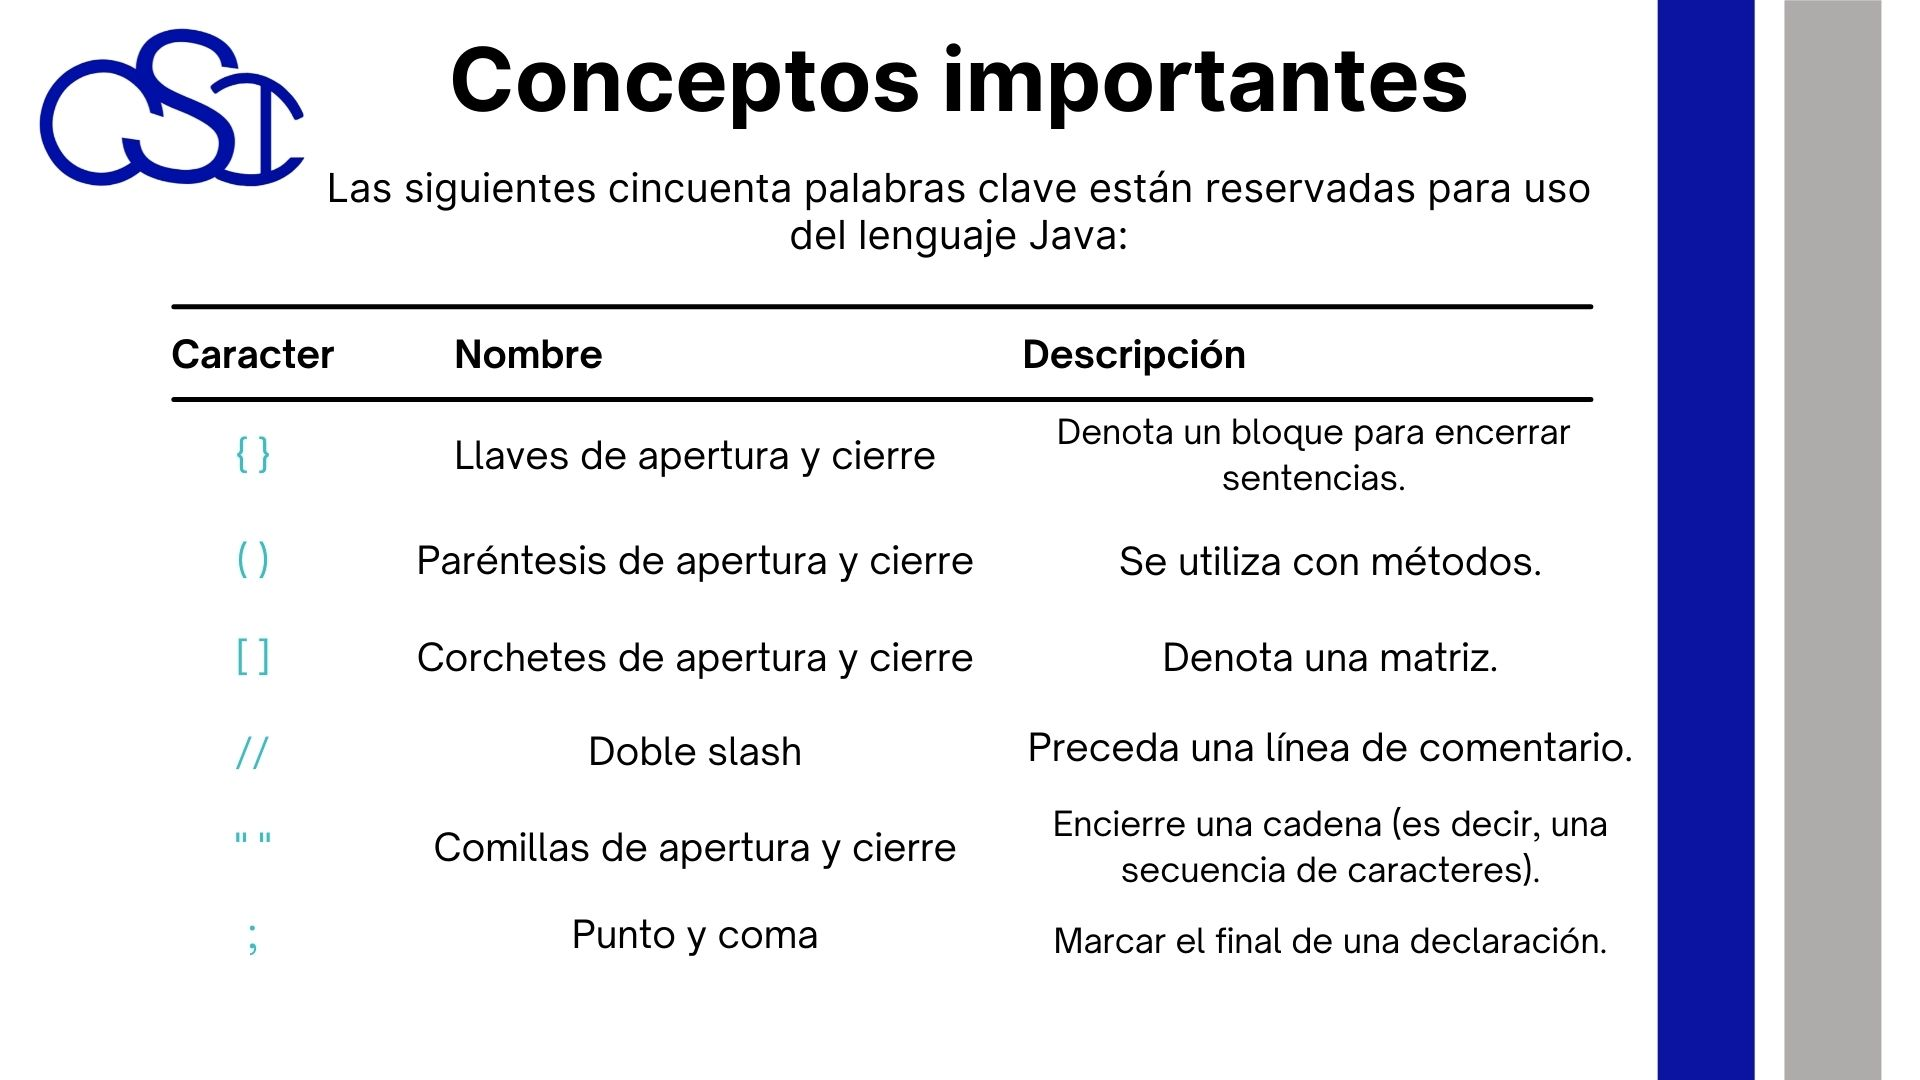 CSI
Conceptos importantes
Las siguientes cincuenta palabras clave están reservadas para uso
del lenguaje Java:
Caracter Nombre Descripción
{ } Llaves de apertura y cierre Denota un bloque para encerrar
sentencias.
( ) Paréntesis de apertura y cierre Se utiliza con métodos.
[ ] Corchetes de apertura y cierre Denota una matriz.
// Doble slash Preceda una línea de comentario.
" " Comillas de apertura y cierre Encierre una cadena (es decir, una
secuencia de caracteres).
; Punto y coma Marcar el final de una declaración.